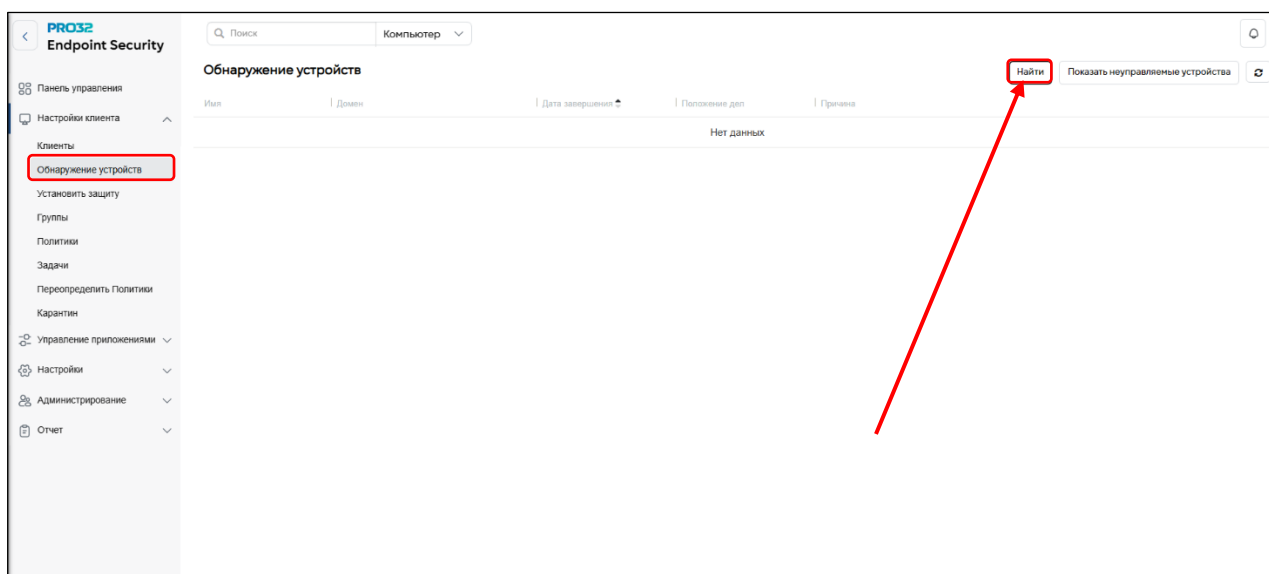 PRO32
Endpoint Security
Поиск
Компьютер
Обнаружение устройств
Найти
Показать неуправляемые устройства
Имя
Домен
Дата завершения
Положение дел
Причина
Нет данных
Панель управления
Настройки клиента
Клиенты
Обнаружение устройств
Установить защиту
Группы
Политики
Задачи
Переопределить Политики
Карантин
Управление приложениями
Настройки
Администрирование
Отчет